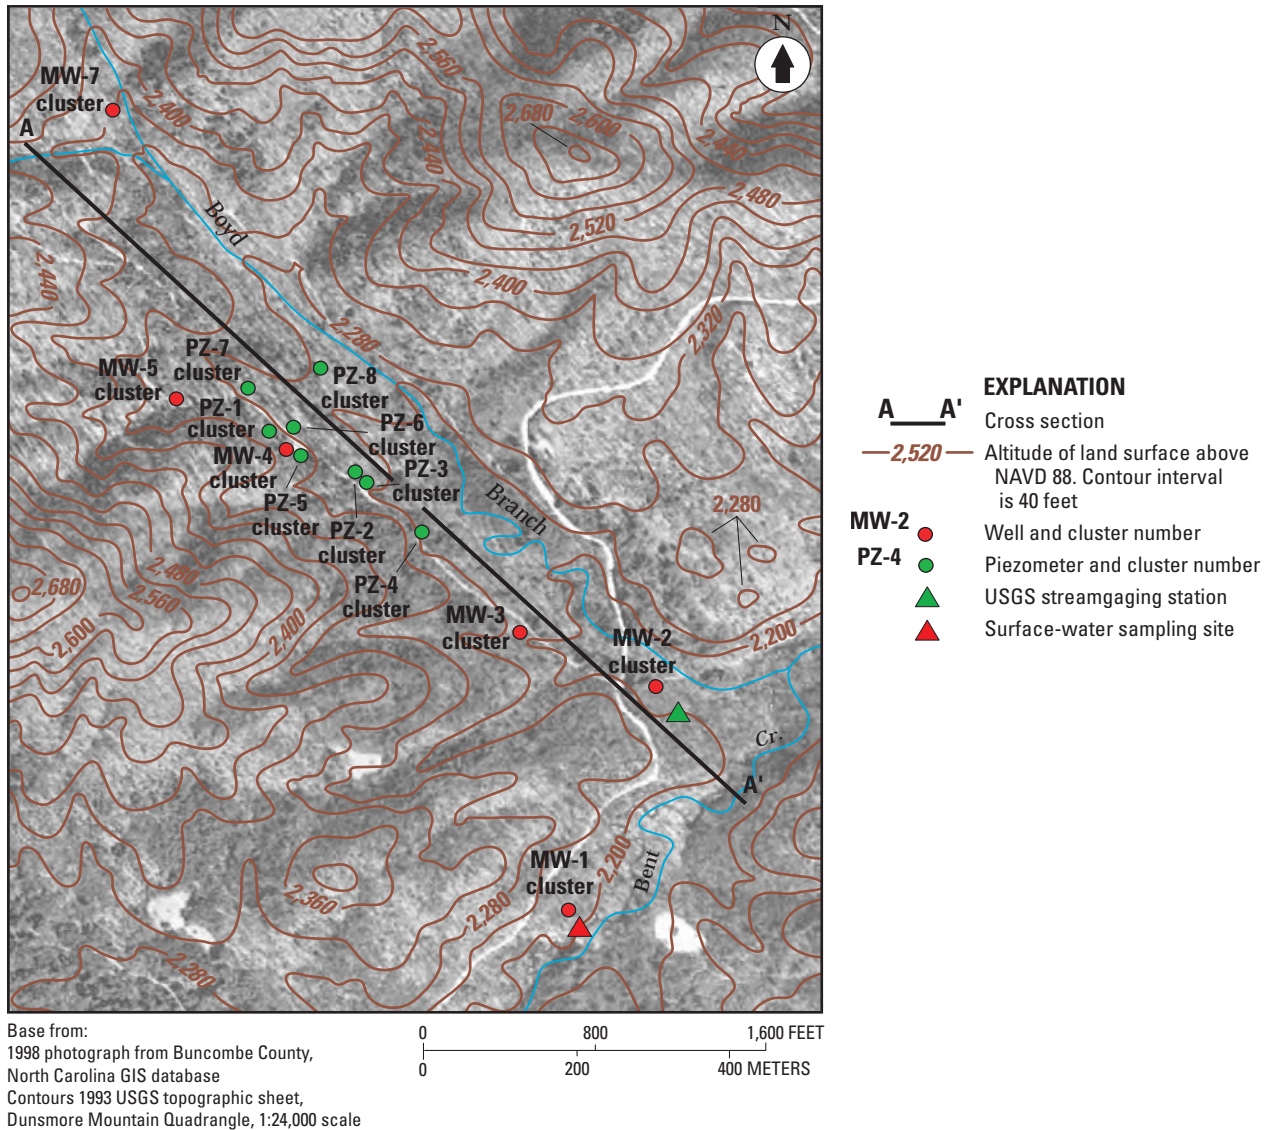 N
MW-7
cluster
A
2,560
2,400
2,440
2,680
2,600
2,440
2,480
2,520
2,400
Boyd
2,440
2,320
2,280
PZ-7
cluster
MW-5
cluster
PZ-8
cluster
PZ-1
cluster
PZ-6
cluster
MW-4
cluster
PZ-3
cluster
PZ-5
cluster
PZ-2
cluster
Branch
2,280
2,480
2,560
2,680
2,600
2,400
PZ-4
cluster
MW-3
cluster
MW-2
cluster
2,200
Cr.
A'
2,200
Bent
MW-1
cluster
2,360
2,280
2,280
EXPLANATION
A A'
Cross section
2,520
Altitude of land surface above
NAVD 88. Contour interval
is 40 feet
MW-2
Well and cluster number
PZ-4
Piezometer and cluster number
USGS streamgaging station
Surface-water sampling site
Base from:
1998 photograph from Buncombe County,
North Carolina GIS database
Contours 1993 USGS topographic sheet,
Dunsmore Mountain Quadrangle, 1:24,000 scale
0 800 1,600 FEET
0 200 400 METERS